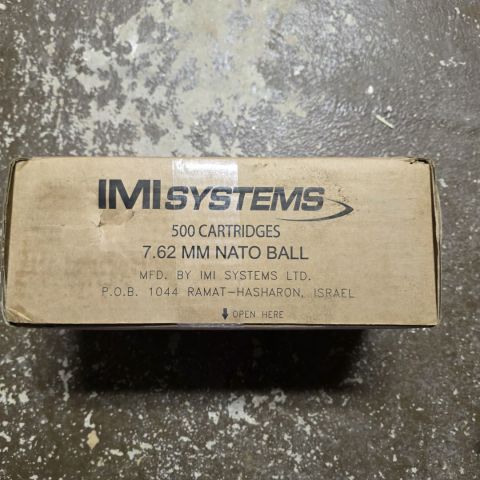 IMI SYSTEMS
500 CARTRIDGES
7.62 MM NATO BALL
MFD. BY IMI SYSTEMS LTD.
P.O.B. 1044 RAMAT-HASHARON, ISRAEL
OPEN HERE